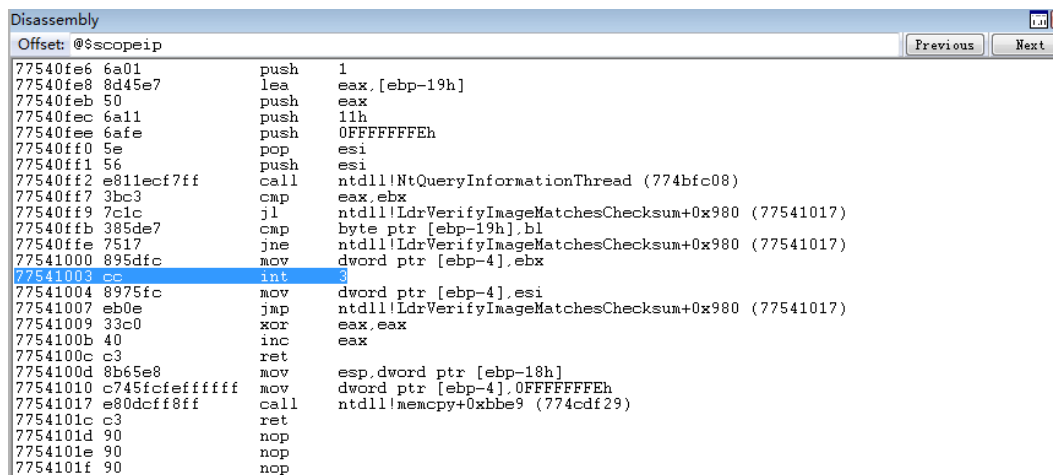 Disassembly
Offset: @$scopeip Previous Next
77540fe6 6a01 push 1
77540fe8 8d45e7 lea eax,[ebp-19h]
77540feb 50 push eax
77540fec 6a11 push 11h
77540fee 6afe push 0FFFFFFFEh
77540ff0 5e pop esi
77540ff1 56 push esi
77540ff2 e811ecf7ff call ntdll!NtQueryInformationThread (774bfc08)
77540ff7 3bc3 cmp eax,ebx
77540ff9 7c1c jl ntdll!LdrVerifyImageMatchesChecksum+0x980 (77541017)
77540ffb 385de7 cmp byte ptr [ebp-19h],bl
77540ffe 7517 jne ntdll!LdrVerifyImageMatchesChecksum+0x980 (77541017)
77541000 895dfc mov dword ptr [ebp-4],ebx
77541003 cc int 3
77541004 8975fc mov dword ptr [ebp-4],esi
77541007 eb0e jmp ntdll!LdrVerifyImageMatchesChecksum+0x980 (77541017)
77541009 33c0 xor eax,eax
7754100b 40 inc eax
7754100c c3 ret
7754100d 8b65e8 mov esp,dword ptr [ebp-18h]
77541010 c745fcfeffffff mov dword ptr [ebp-4],0FFFFFFFEh
77541017 e80dcff8ff call ntdll!memcpy+0xbbe9 (774cdf29)
7754101c c3 ret
7754101d 90 nop
7754101e 90 nop
7754101f 90 nop